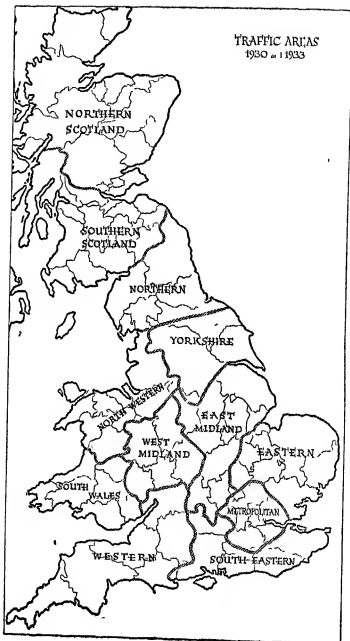 TRAFFIC AREAS
1930 1933
NORTHERN
SCOTLAND
SOUTHERN
SCOTLAND
NORTHERN
YORKSHIRE
NORTH WESTERN
EAST
MIDLAND
WEST
MIDLAND
EASTERN
SOUTH
WALES
METROPOLITAN
WESTERN
SOUTH EASTERN